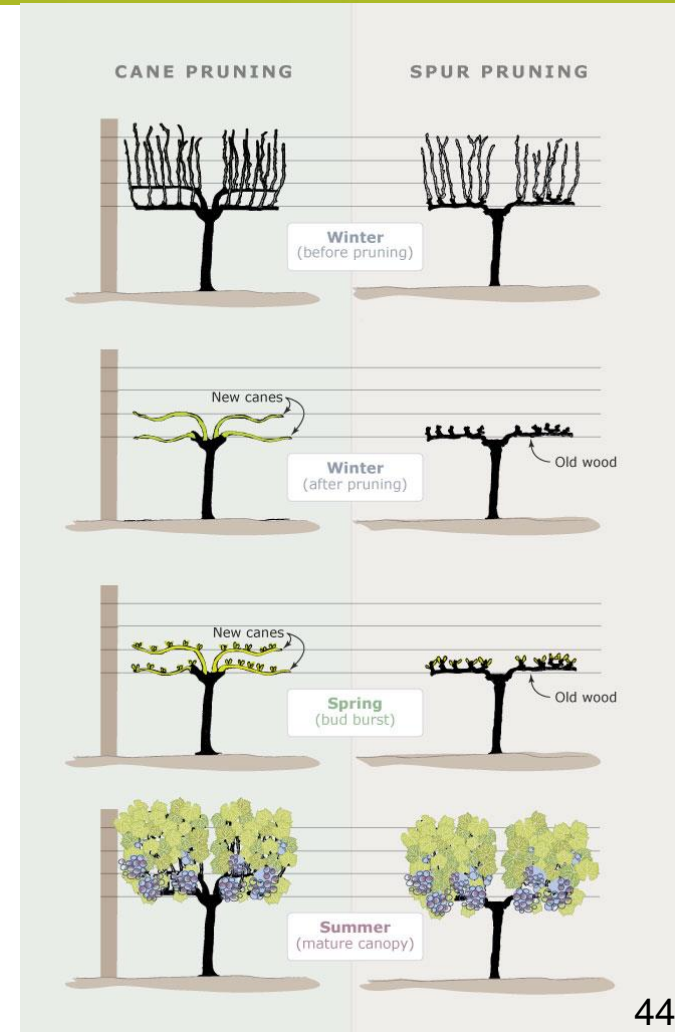 CANE PRUNING
SPUR PRUNING
Winter
(before pruning)
New canes
Winter
(after pruning)
Old wood
New canes
Spring
(bud burst)
Old wood
Summer
(mature canopy)
44